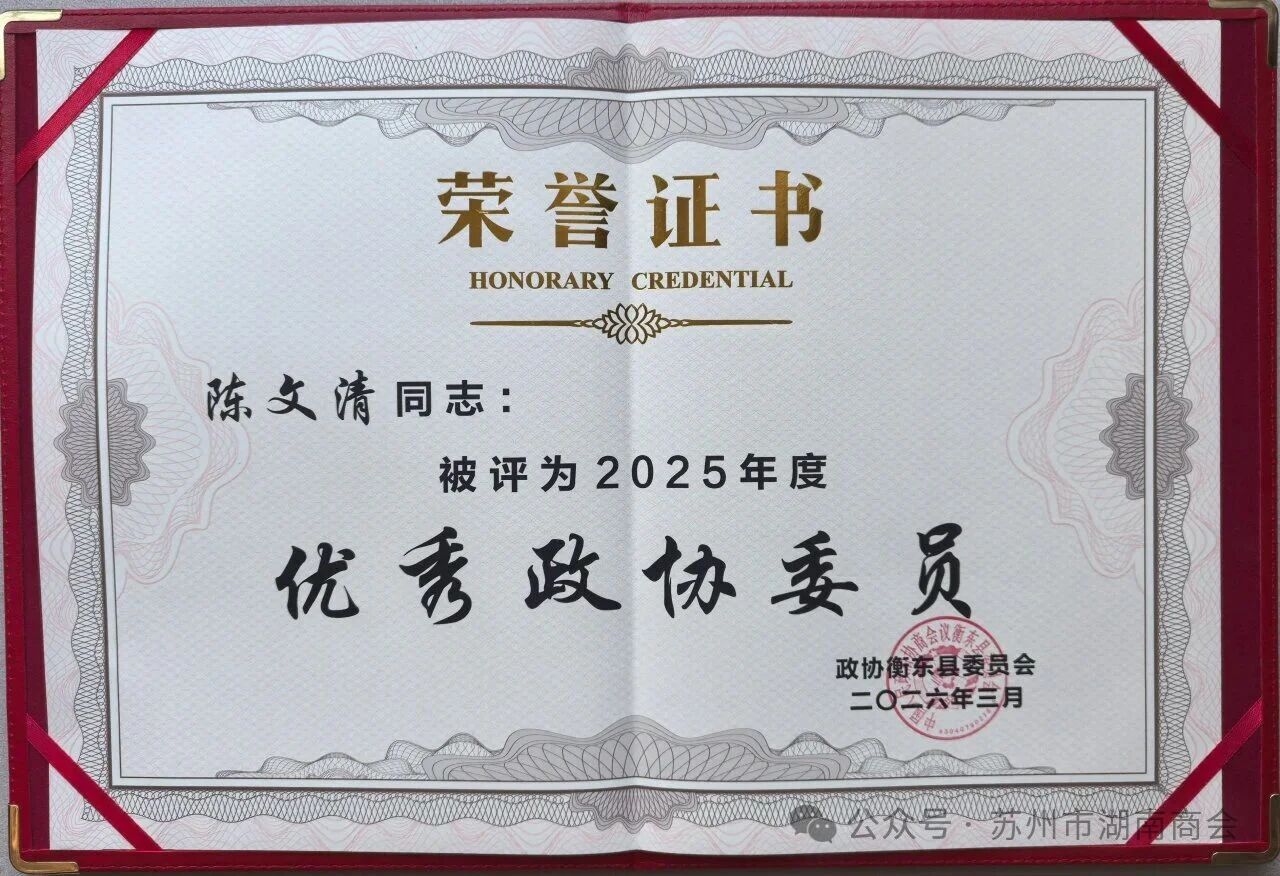 荣誉证书
HONORARY CREDENTIAL
陈文清同志：
被评为2025年度
优秀政协委员
政协衡东县委员会
二〇二六年三月
公众号·苏州市湖南商会